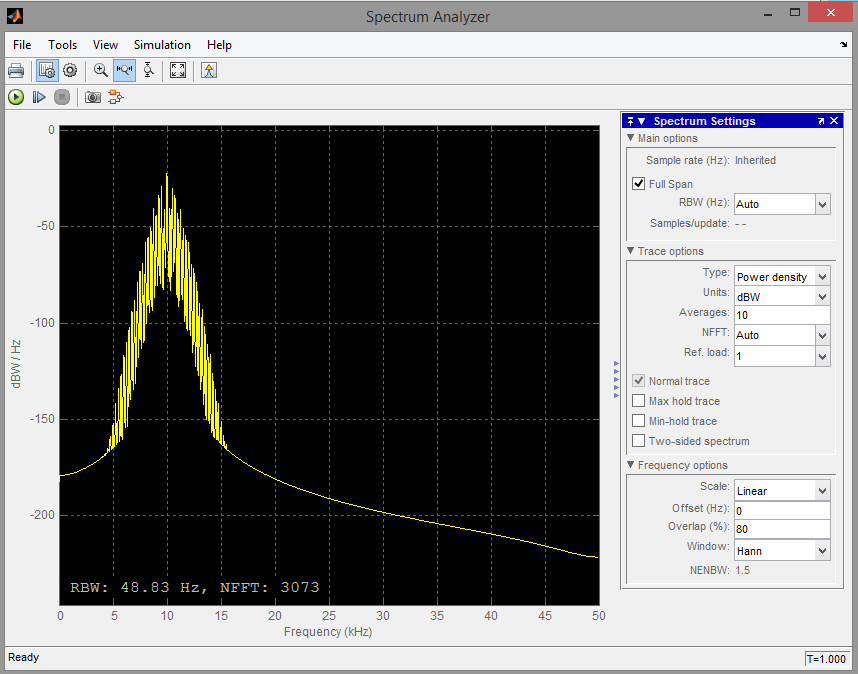 Spectrum Analyzer
File Tools View Simulation Help
Spectrum Settings
Main options
Sample rate (Hz): Inherited
Full Span
RBW (Hz): Auto
Samples/update: - -
Trace options
Type: Power density
Units: dBW
Averages: 10
NFFT: Auto
Ref. load: 1
Normal trace
Max hold trace
Min-hold trace
Two-sided spectrum
Frequency options
Scale: Linear
Offset (Hz): 0
Overlap (%): 80
Window: Hann
NENBW: 1.5
0
-50
-100
-150
-200
dBW / Hz
RBW: 48.83 Hz, NFFT: 3073
0 5 10 15 20 25 30 35 40 45 50
Frequency (kHz)
Ready T=1.000